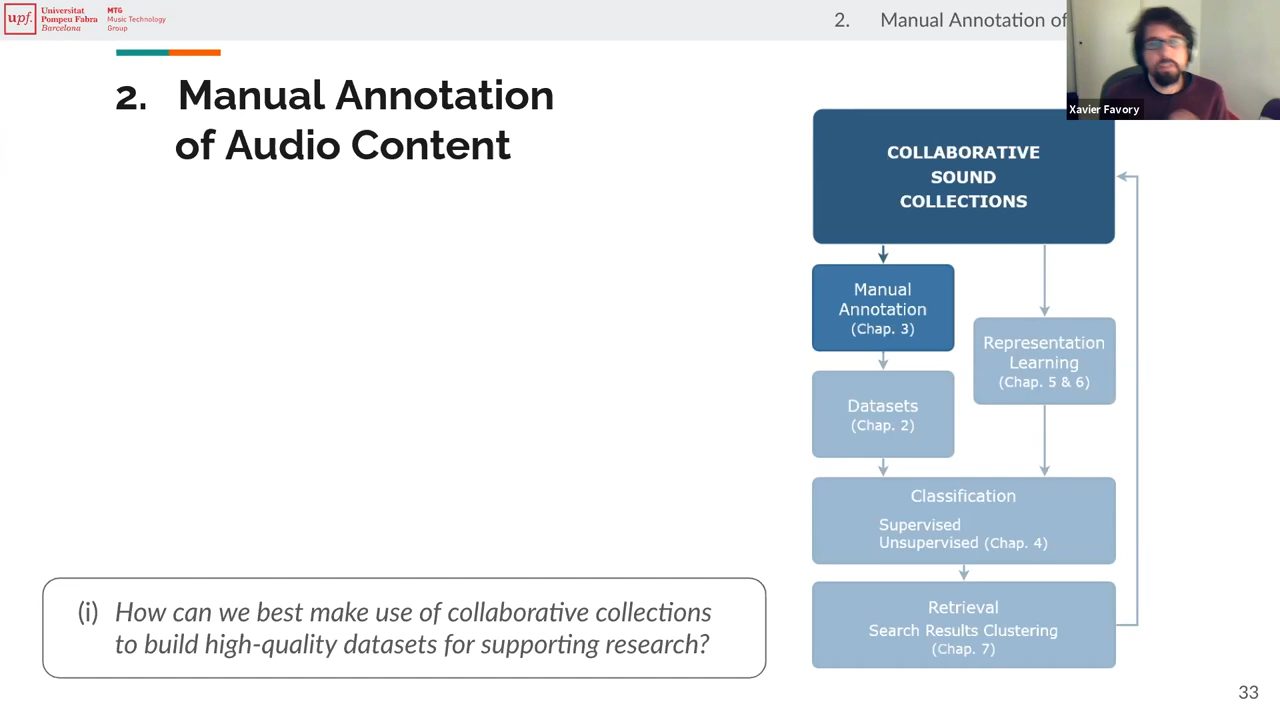 upf.
Universitat
Pompeu Fabra
Barcelona
MTG
Music Technology
Group
2. Manual Annotation of
Xavier Favory
2. Manual Annotation
of Audio Content
COLLABORATIVE
SOUND
COLLECTIONS
Manual
Annotation
(Chap. 3)
Representation
Learning
(Chap. 5 & 6)
Datasets
(Chap. 2)
Classification
Supervised
Unsupervised (Chap. 4)
Retrieval
Search Results Clustering
(Chap. 7)
(i) How can we best make use of collaborative collections
to build high-quality datasets for supporting research?
33